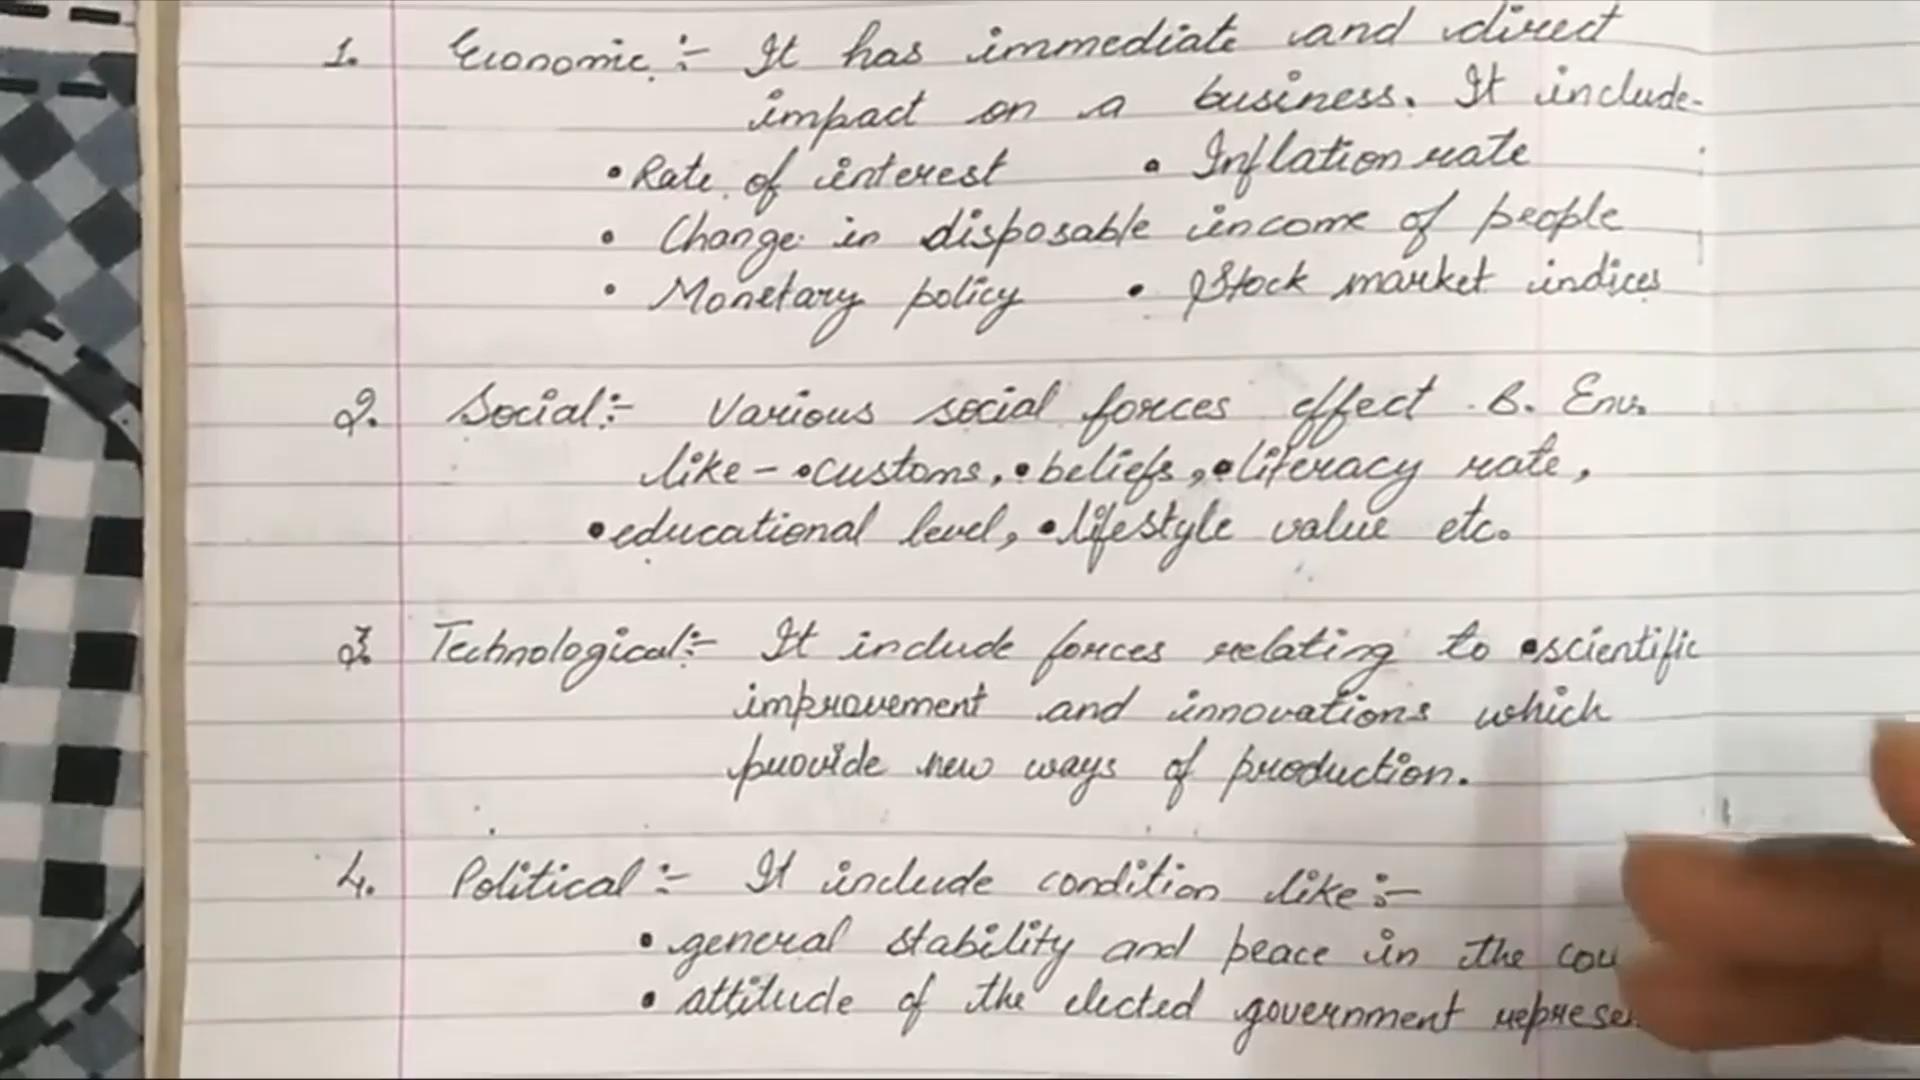 1. Economic :- It has immediate and direct
impact on a business. It include-
• Rate of interest • Inflation rate
• Change in disposable income of people
• Monetary policy • Stock market indices
2. Social:- Various social forces effect B. Env.
like- •customs, •beliefs, •literacy rate,
•educational level, •lifestyle value etc.
3. Technological:- It include forces relating to •scientific
improvement and innovations which
provide new ways of production.
4. Political :- It include condition like:-
• general stability and peace in the
• attitude of the elected government